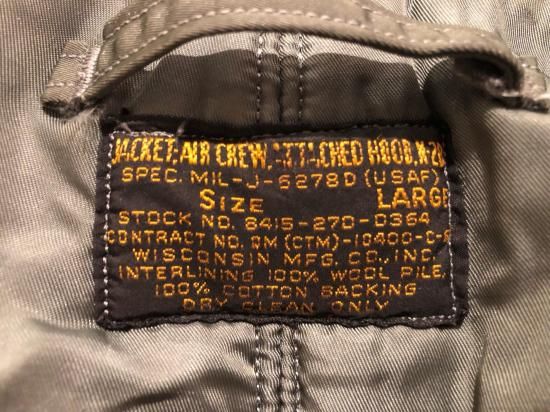 JACKET, AIR CREW, ATTACHED HOOD, N-2B
SPEC. MIL-J-6278D (USAF)
SIZE LARGE
STOCK NO. 8415-270-0364
CONTRACT NO. DM (CTM)-10400-C-
WISCONSIN MFG. CO., INC.
INTERLINING 100% WOOL PILE,
100% COTTON BACKING
DRY CLEAN ONLY